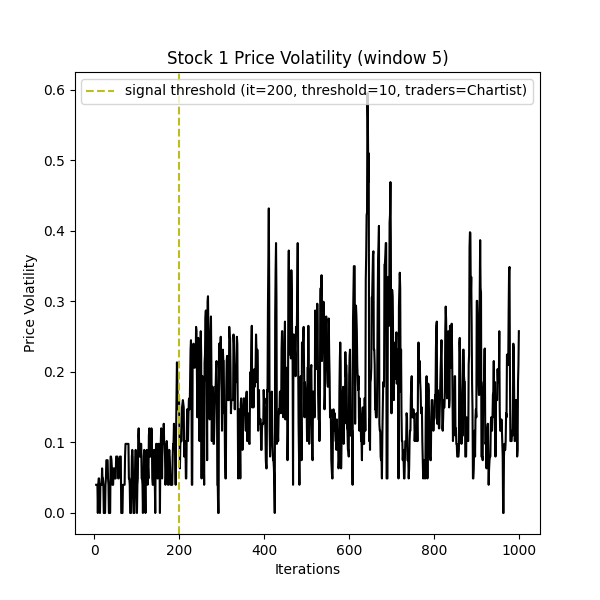 Stock 1 Price Volatility (window 5)
signal threshold (it=200, threshold=10, traders=Chartist)
0.6
0.5
0.4
0.3
0.2
0.1
0.0
Price Volatility
0 200 400 600 800 1000
Iterations